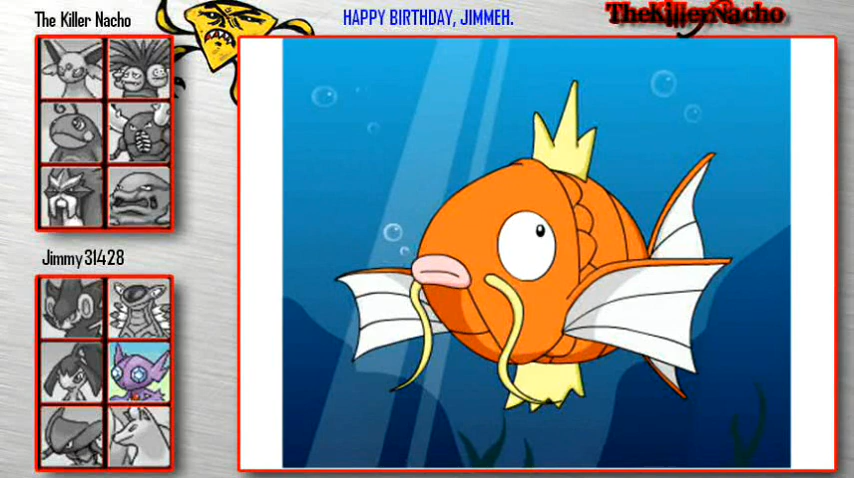 The Killer Nacho
HAPPY BIRTHDAY, JIMMEH.
TheKillerNacho
Jimmy31428